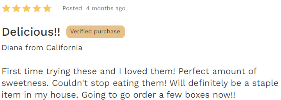 Posted 4 months ago
Delicious!! Verified purchase
Diana from California
First time trying these and I loved them! Perfect amount of
sweetness. Couldn't stop eating them! Will definitely be a staple
item in my house. Going to go order a few boxes now!!